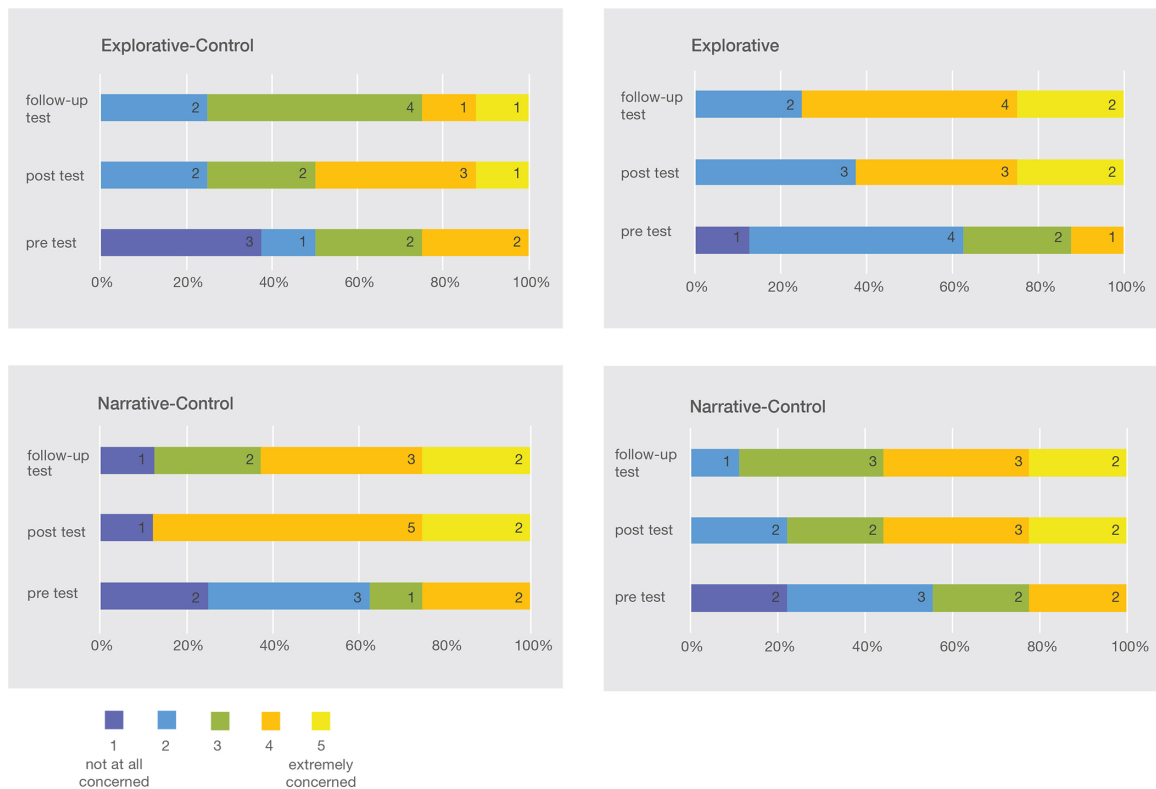 Explorative-Control
follow-up
test
2 4 1 1
post test
2 2 3 1
pre test
3 1 2 2
0% 20% 40% 60% 80% 100%
Explorative
follow-up
test
2 4 2
post test
3 3 2
pre test
1 4 2 1
0% 20% 40% 60% 80% 100%
Narrative-Control
follow-up
test
1 2 3 2
post test
1 5 2
pre test
2 3 1 2
0% 20% 40% 60% 80% 100%
Narrative-Control
follow-up
test
1 3 3 2
post test
2 2 3 2
pre test
2 3 2 2
0% 20% 40% 60% 80% 100%
1 2 3 4 5
not at all extremely
concerned concerned